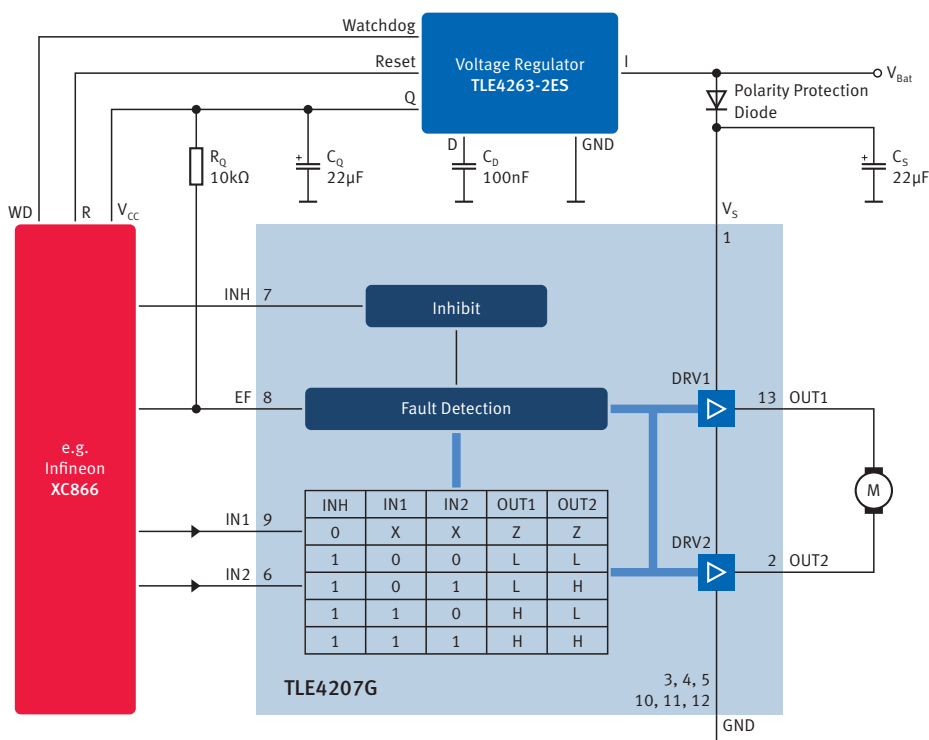 Watchdog
Reset
Q
Voltage Regulator
TLE4263-2ES
I
V_Bat
Polarity Protection
Diode
D
GND
R_Q
10kΩ
+
C_Q
22µF
C_D
100nF
+
C_S
22µF
WD
R
V_CC
V_S
1
INH 7
Inhibit
EF 8
Fault Detection
DRV1
13 OUT1
e.g.
Infineon
XC866
M
INH IN1 IN2 OUT1 OUT2
0 X X Z Z
1 0 0 L L
1 0 1 L H
1 1 0 H L
1 1 1 H H
IN1 9
IN2 6
DRV2
2 OUT2
TLE4207G
3, 4, 5
10, 11, 12
GND